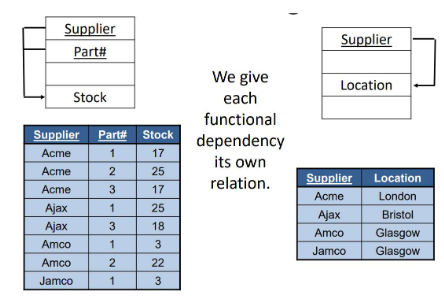 Supplier
Part#
Stock
Supplier Part# Stock
Acme 1 17
Acme 2 25
Acme 3 17
Ajax 1 25
Ajax 3 18
Amco 1 3
Amco 2 22
Jamco 1 3
We give
each
functional
dependency
its own
relation.
Supplier
Location
Supplier Location
Acme London
Ajax Bristol
Amco Glasgow
Jamco Glasgow